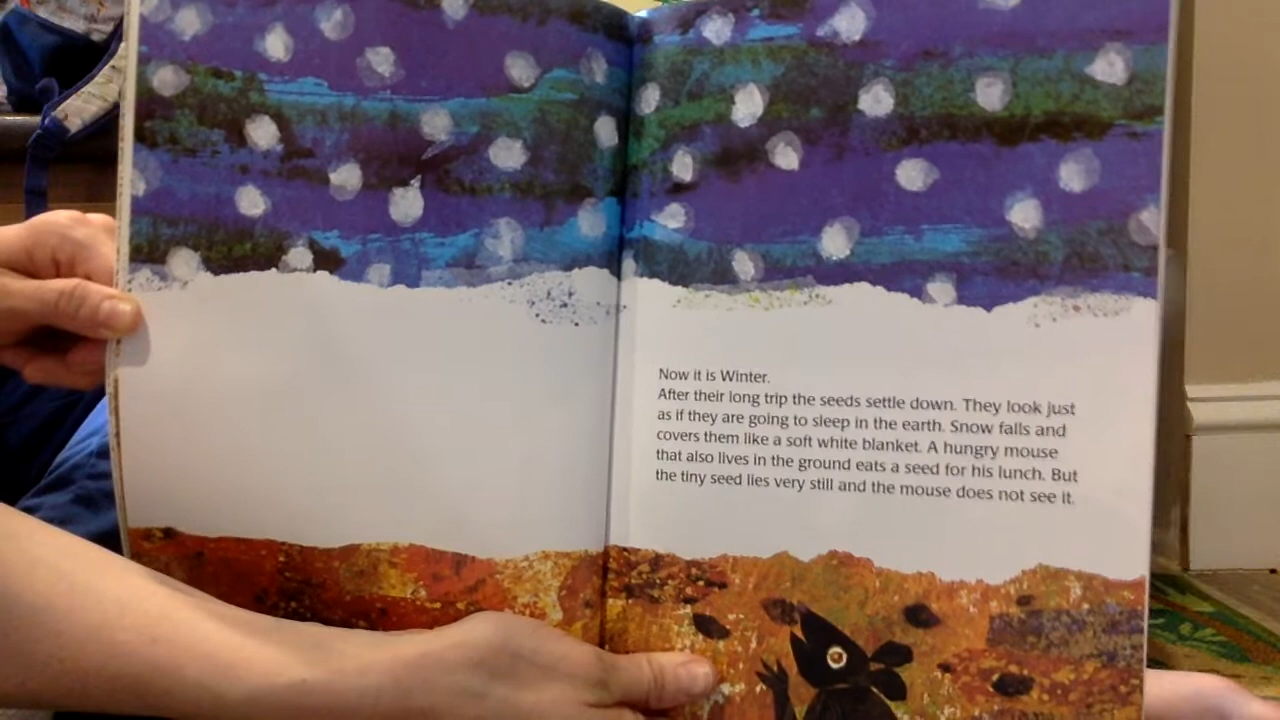 Now it is Winter.
After their long trip the seeds settle down. They look just
as if they are going to sleep in the earth. Snow falls and
covers them like a soft white blanket. A hungry mouse
that also lives in the ground eats a seed for his lunch. But
the tiny seed lies very still and the mouse does not see it.